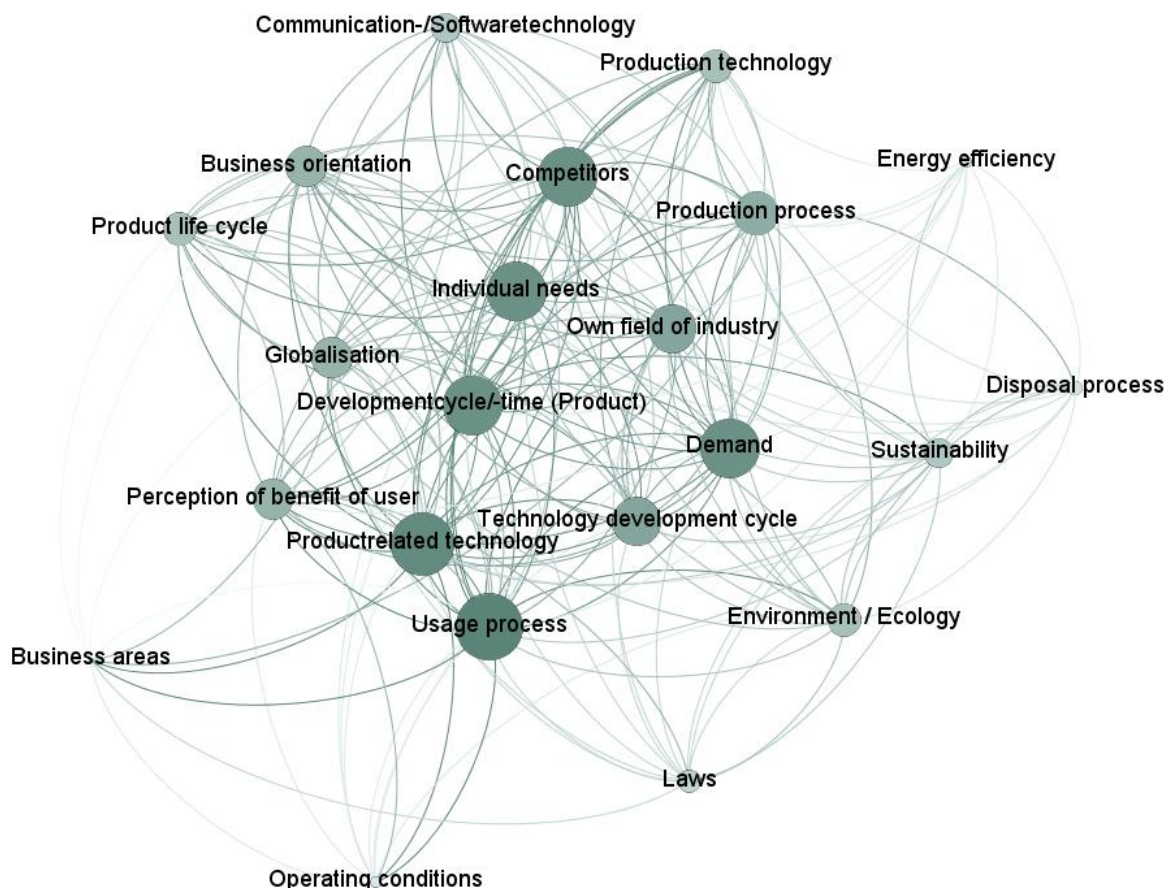 Communication-/Softwaretechnology
Production technology
Energy efficiency
Business orientation
Competitors
Production process
Product life cycle
Individual needs
Own field of industry
Globalisation
Disposal process
Developmentcycle/-time (Product)
Demand
Sustainability
Perception of benefit of user
Technology development cycle
Productrelated technology
Environment / Ecology
Usage process
Business areas
Laws
Operating conditions